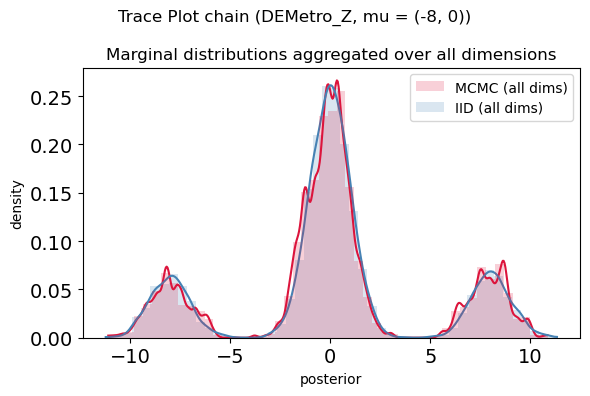 Trace Plot chain (DEMetro_Z, mu = (-8, 0))
Marginal distributions aggregated over all dimensions
MCMC (all dims)
IID (all dims)
density
0.25
0.20
0.15
0.10
0.05
0.00
−10
−5
0
5
10
posterior